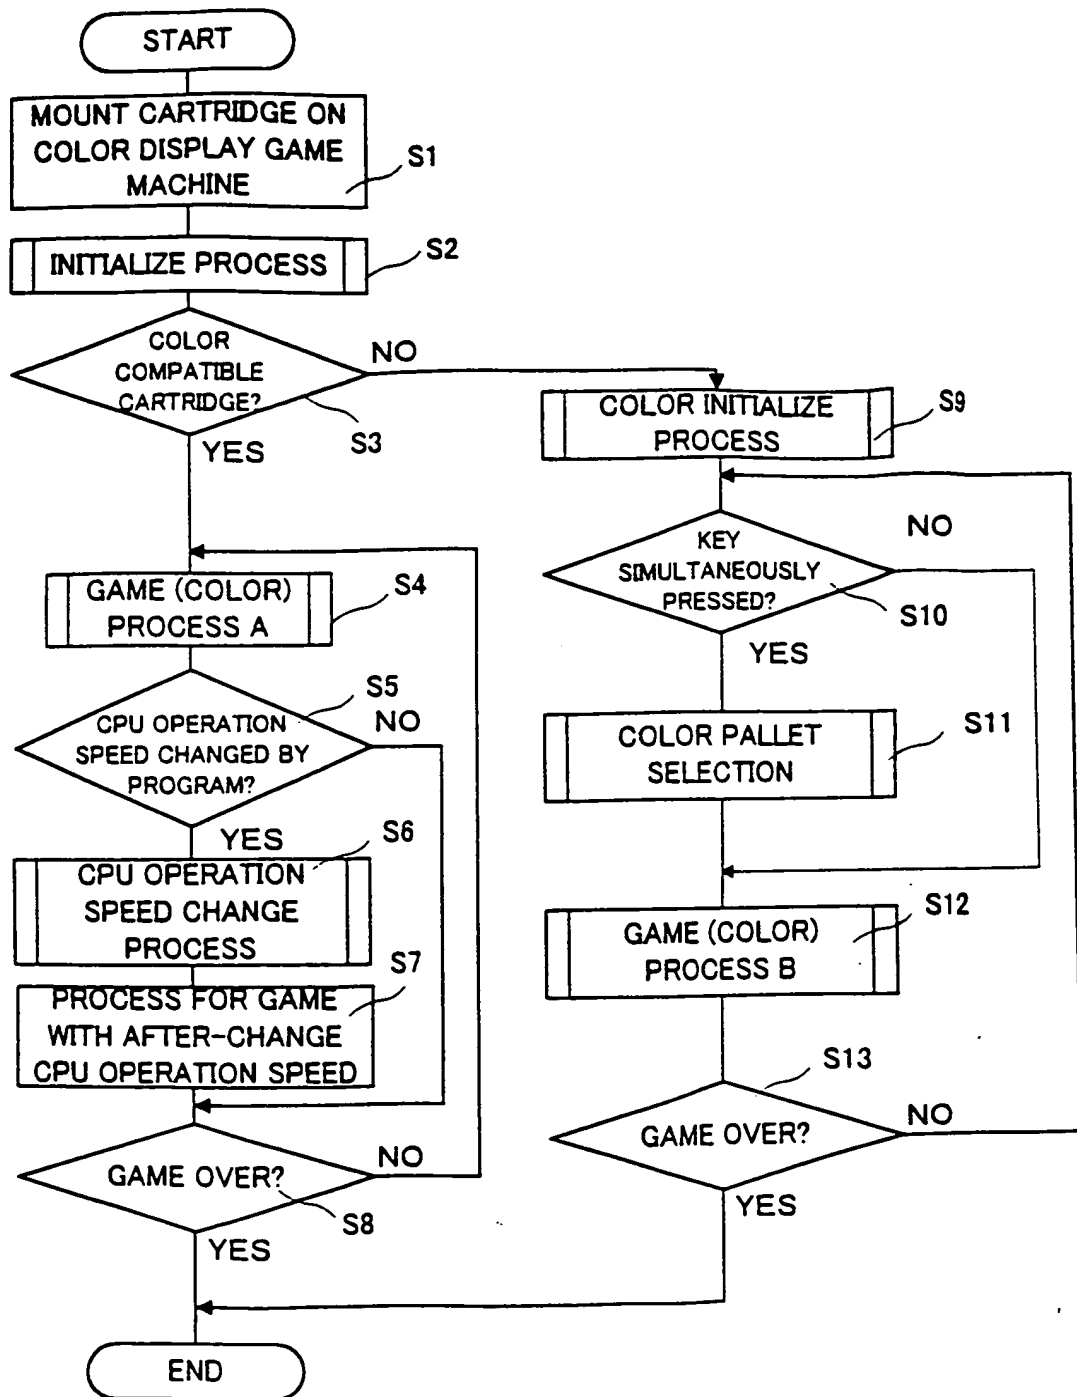 START
MOUNT CARTRIDGE ON
COLOR DISPLAY GAME
MACHINE
S1
INITIALIZE PROCESS
S2
COLOR
COMPATIBLE
CARTRIDGE?
S3
NO
YES
GAME (COLOR)
PROCESS A
S4
CPU OPERATION
SPEED CHANGED BY
PROGRAM?
S5
NO
YES
CPU OPERATION
SPEED CHANGE
PROCESS
S6
PROCESS FOR GAME
WITH AFTER-CHANGE
CPU OPERATION SPEED
S7
GAME OVER?
S8
NO
YES
END
COLOR INITIALIZE
PROCESS
S9
KEY
SIMULTANEOUSLY
PRESSED?
S10
NO
YES
COLOR PALLET
SELECTION
S11
GAME (COLOR)
PROCESS B
S12
GAME OVER?
S13
NO
YES